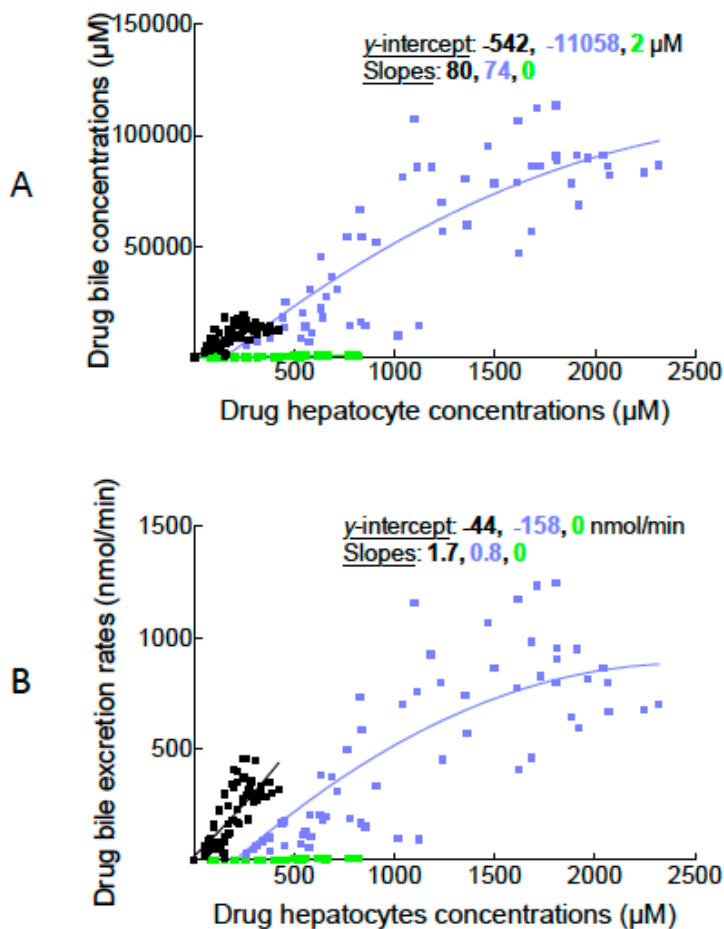 A
Drug bile concentrations (µM)
150000
y-intercept: -542, -11058, 2 µM
Slopes: 80, 74, 0
100000
50000
500 1000 1500 2000 2500
Drug hepatocyte concentrations (µM)
B
Drug bile excretion rates (nmol/min)
1500
y-intercept: -44, -158, 0 nmol/min
Slopes: 1.7, 0.8, 0
1000
500
500 1000 1500 2000 2500
Drug hepatocytes concentrations (µM)